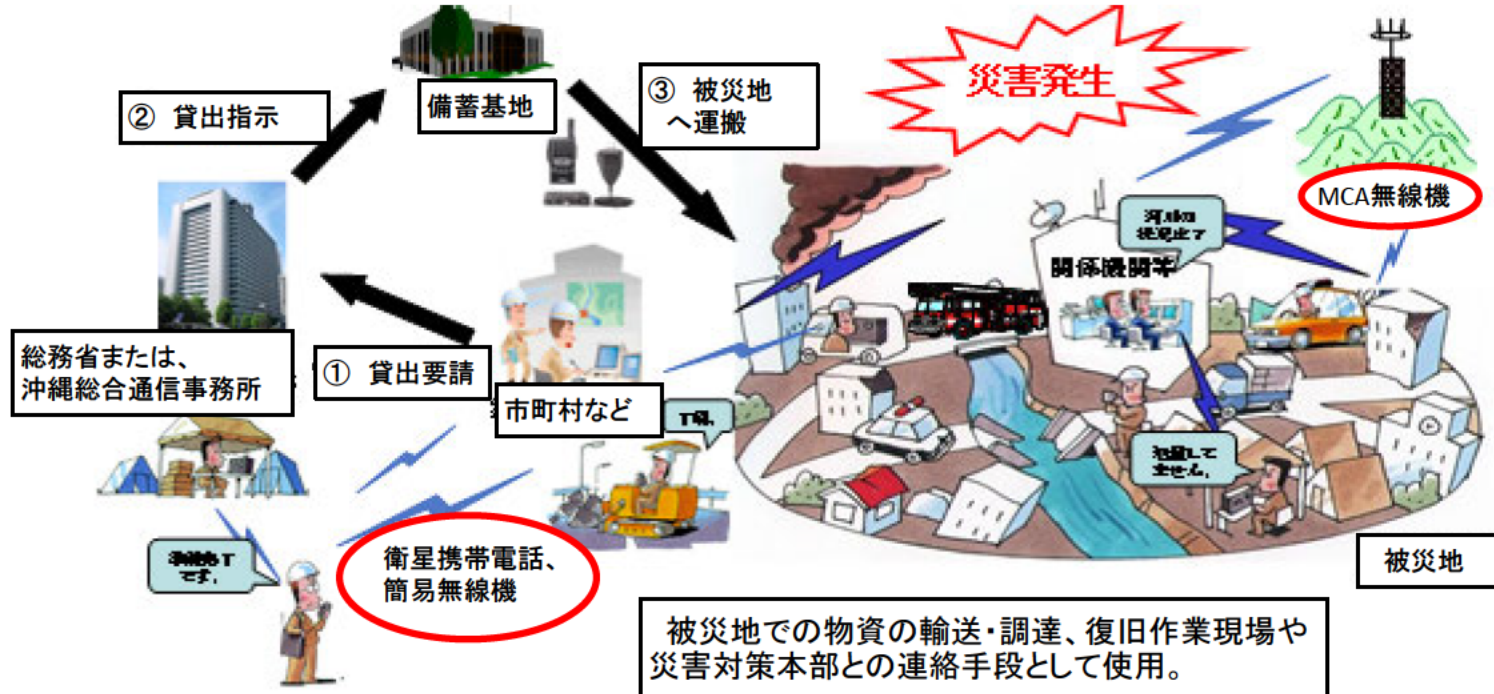 災害発生
② 貸出指示
備蓄基地
③ 被災地
へ運搬
MCA無線機
関係機関等
総務省または、
沖縄総合通信事務所
① 貸出要請
市町村など
衛星携帯電話、
簡易無線機
被災地
被災地での物資の輸送・調達、復旧作業現場や
災害対策本部との連絡手段として使用。